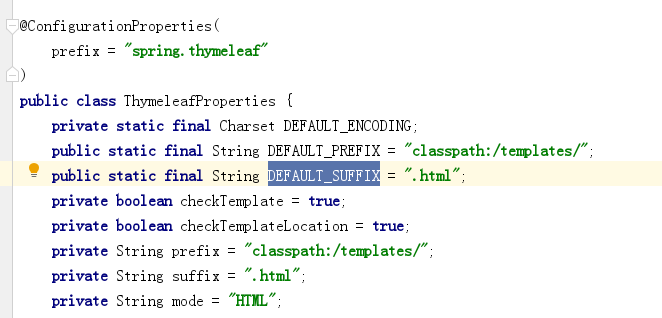 @ConfigurationProperties(
    prefix = "spring.thymeleaf"
)
public class ThymeleafProperties {
    private static final Charset DEFAULT_ENCODING;
    public static final String DEFAULT_PREFIX = "classpath:/templates/";
    public static final String DEFAULT_SUFFIX = ".html";
    private boolean checkTemplate = true;
    private boolean checkTemplateLocation = true;
    private String prefix = "classpath:/templates/";
    private String suffix = ".html";
    private String mode = "HTML";